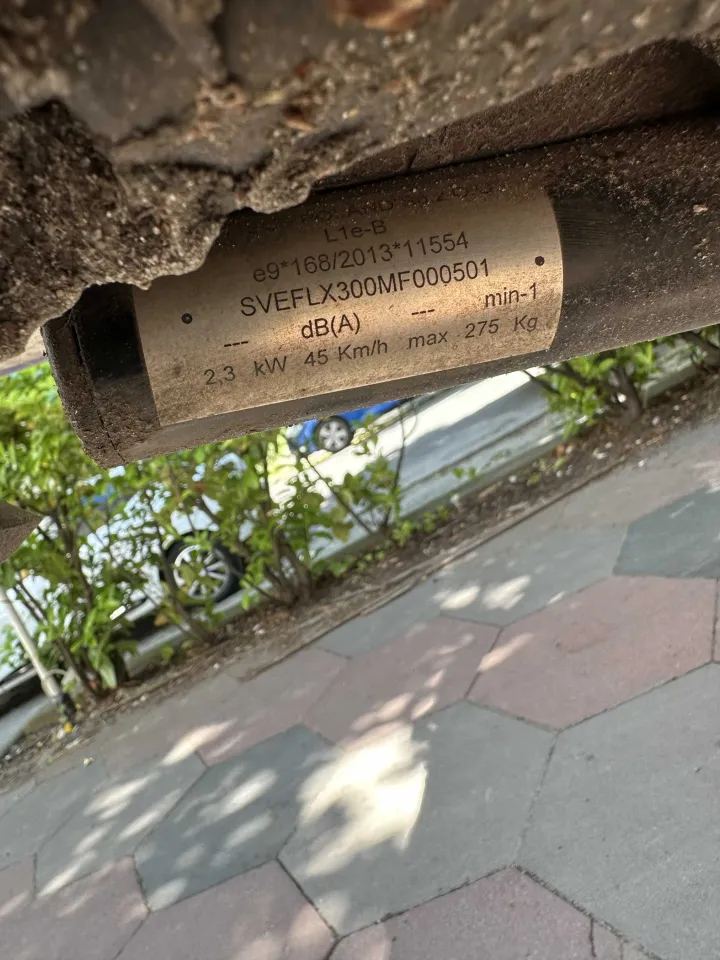 L1e-B
e9*168/2013*11554
SVEFLX300MF000501
--- dB(A) --- min-1
2,3 kW 45 Km/h max 275 Kg